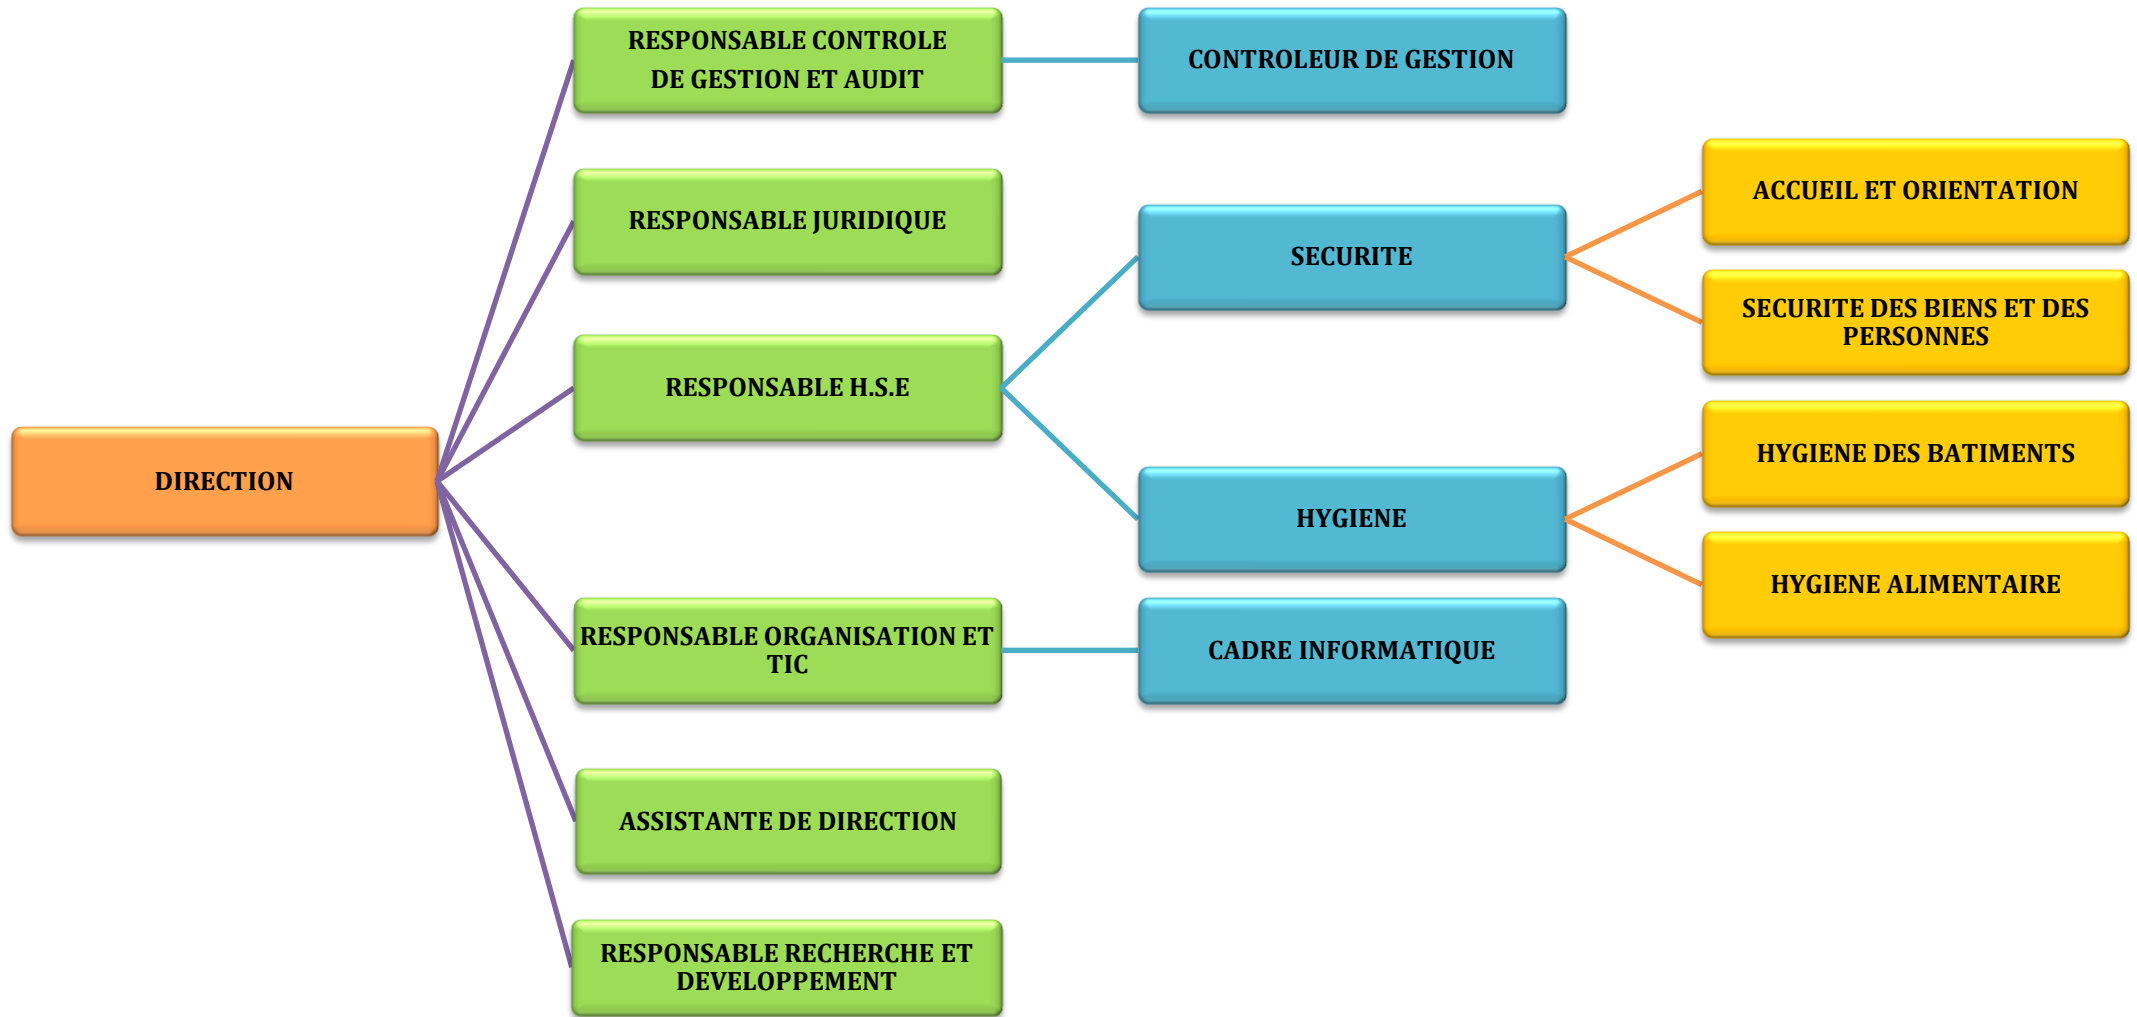 RESPONSABLE CONTROLE
DE GESTION ET AUDIT
CONTROLEUR DE GESTION
RESPONSABLE JURIDIQUE
ACCUEIL ET ORIENTATION
SECURITE
SECURITE DES BIENS ET DES
PERSONNES
RESPONSABLE H.S.E
HYGIENE DES BATIMENTS
DIRECTION
HYGIENE
HYGIENE ALIMENTAIRE
RESPONSABLE ORGANISATION ET
TIC
CADRE INFORMATIQUE
ASSISTANTE DE DIRECTION
RESPONSABLE RECHERCHE ET
DEVELOPPEMENT